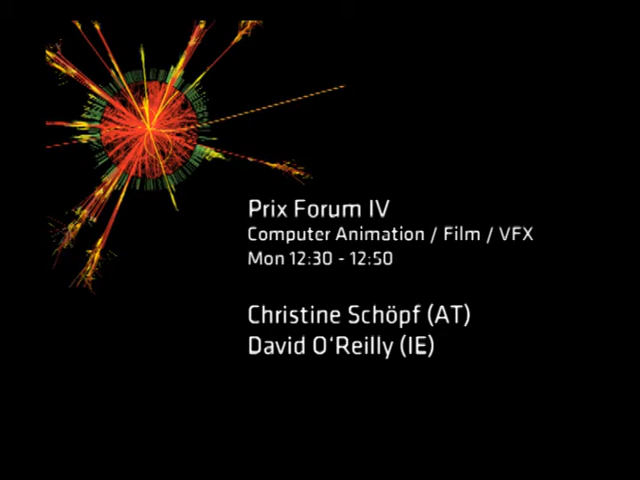 Prix Forum IV
Computer Animation / Film / VFX
Mon 12:30 - 12:50
Christine Schöpf (AT)
David O‘Reilly (IE)